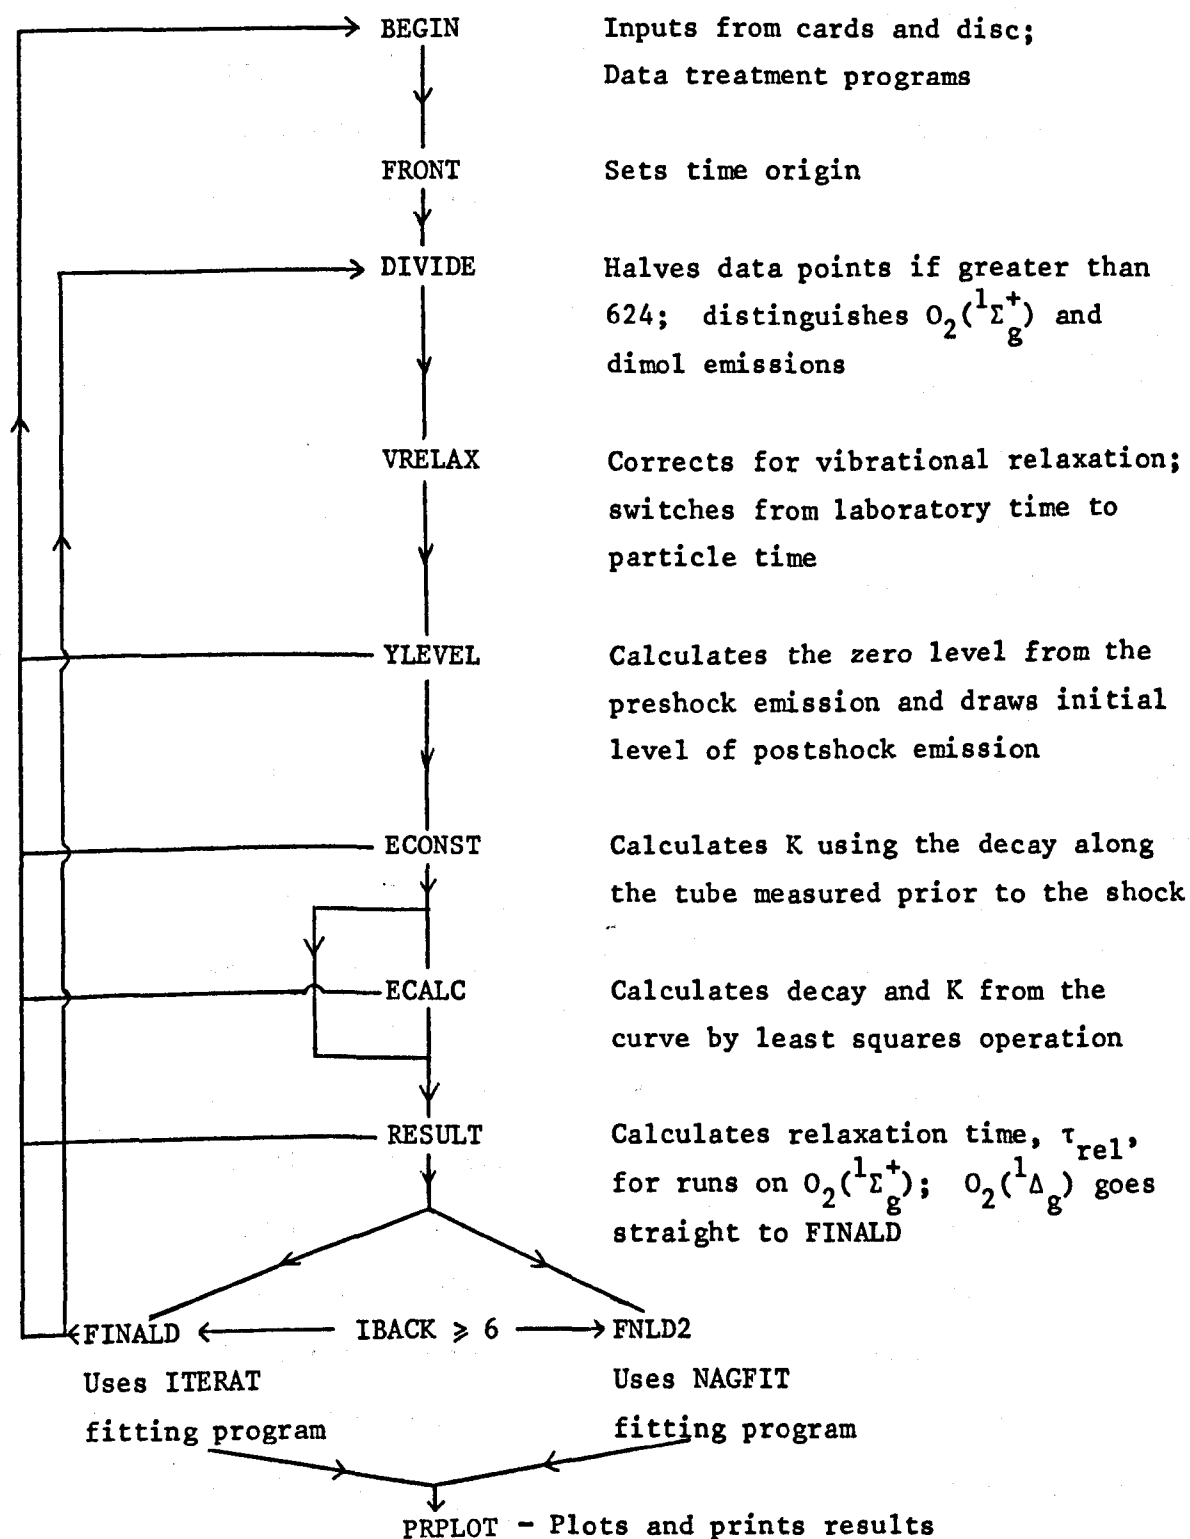 BEGIN Inputs from cards and disc;
Data treatment programs
FRONT Sets time origin
DIVIDE Halves data points if greater than
624; distinguishes O₂(¹Σg⁺) and
dimol emissions
VRELAX Corrects for vibrational relaxation;
switches from laboratory time to
particle time
YLEVEL Calculates the zero level from the
preshock emission and draws initial
level of postshock emission
ECONST Calculates K using the decay along
the tube measured prior to the shock
ECALC Calculates decay and K from the
curve by least squares operation
RESULT Calculates relaxation time, τrel,
for runs on O₂(¹Σg⁺); O₂(¹Δg) goes
straight to FINALD
FINALD IBACK ⩾ 6 FNLD2
Uses ITERAT Uses NAGFIT
fitting program fitting program
PRPLOT - Plots and prints results